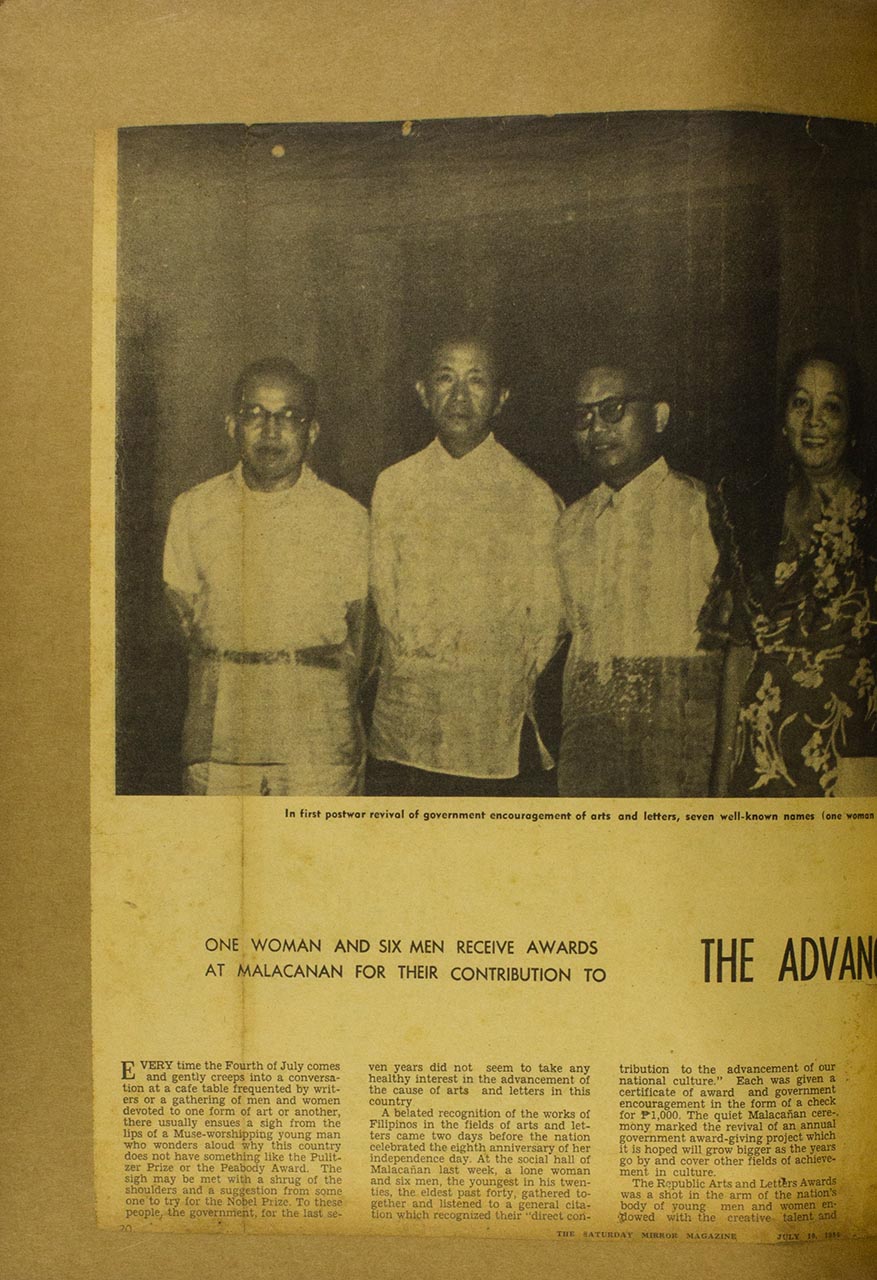 In first postwar revival of government encouragement of arts and letters, seven well-known names (one woman
ONE WOMAN AND SIX MEN RECEIVE AWARDS
AT MALACANAN FOR THEIR CONTRIBUTION TO
THE ADVANC
EVERY time the Fourth of July comes
and gently creeps into a conversa-
tion at a cafe table frequented by writ-
ers or a gathering of men and women
devoted to one form of art or another,
there usually ensues a sigh from the
lips of a Muse-worshipping young man
who wonders aloud why this country
does not have something like the Pulit-
zer Prize or the Peabody Award. The
sigh may be met with a shrug of the
shoulders and a suggestion from some
one to try for the Nobel Prize. To these
people, the government, for the last se-
ven years did not seem to take any
healthy interest in the advancement of
the cause of arts and letters in this
country
A belated recognition of the works of
Filipinos in the fields of arts and let-
ters came two days before the nation
celebrated the eighth anniversary of her
independence day. At the social hall of
Malacañan last week, a lone woman
and six men, the youngest in his twen-
ties, the eldest past forty, gathered to-
gether and listened to a general cita-
tion which recognized their "direct con-
tribution to the advancement of our
national culture." Each was given a
certificate of award and government
encouragement in the form of a check
for ₱1,000. The quiet Malacañan cere-
mony marked the revival of an annual
government award-giving project which
it is hoped will grow bigger as the years
go by and cover other fields of achieve-
ment in culture.
The Republic Arts and Letters Awards
was a shot in the arm of the nation's
body of young men and women en-
dowed with the creative talent and
20
THE SATURDAY MIRROR MAGAZINE JULY